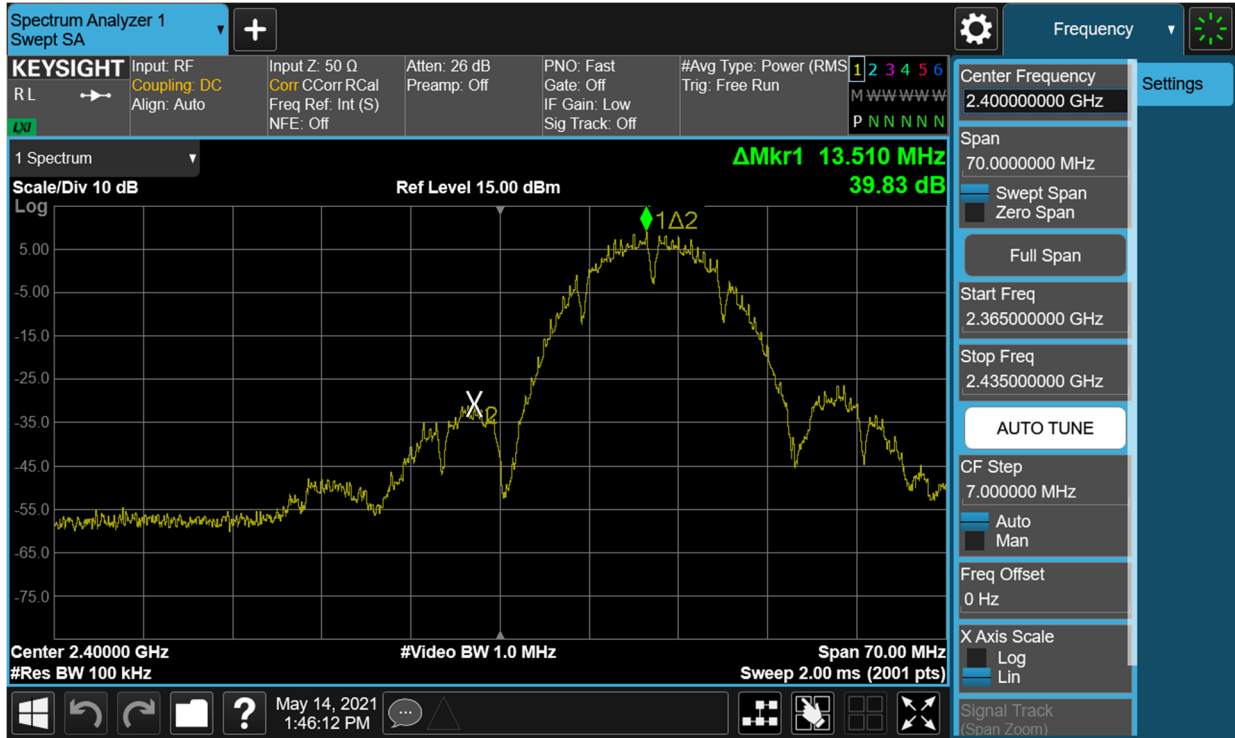 Spectrum Analyzer 1
Swept SA
+
Frequency
KEYSIGHT
R L
LXI
Input: RF
Coupling: DC
Align: Auto
Input Z: 50 Ω
Corr CCorr RCal
Freq Ref: Int (S)
NFE: Off
Atten: 26 dB
Preamp: Off
PNO: Fast
Gate: Off
IF Gain: Low
Sig Track: Off
#Avg Type: Power (RMS
Trig: Free Run
1 2 3 4 5 6
M W W W W W
P N N N N N
1 Spectrum
ΔMkr1 13.510 MHz
39.83 dB
Scale/Div 10 dB
Ref Level 15.00 dBm
Log
1Δ2
X2
5.00
-5.00
-15.0
-25.0
-35.0
-45.0
-55.0
-65.0
-75.0
Center 2.40000 GHz
#Video BW 1.0 MHz
Span 70.00 MHz
#Res BW 100 kHz
Sweep 2.00 ms (2001 pts)
?
May 14, 2021
1:46:12 PM
Center Frequency
2.400000000 GHz
Span
70.0000000 MHz
Swept Span
Zero Span
Full Span
Start Freq
2.365000000 GHz
Stop Freq
2.435000000 GHz
AUTO TUNE
CF Step
7.000000 MHz
Auto
Man
Freq Offset
0 Hz
X Axis Scale
Log
Lin
Signal Track
(Span Zoom)
Settings